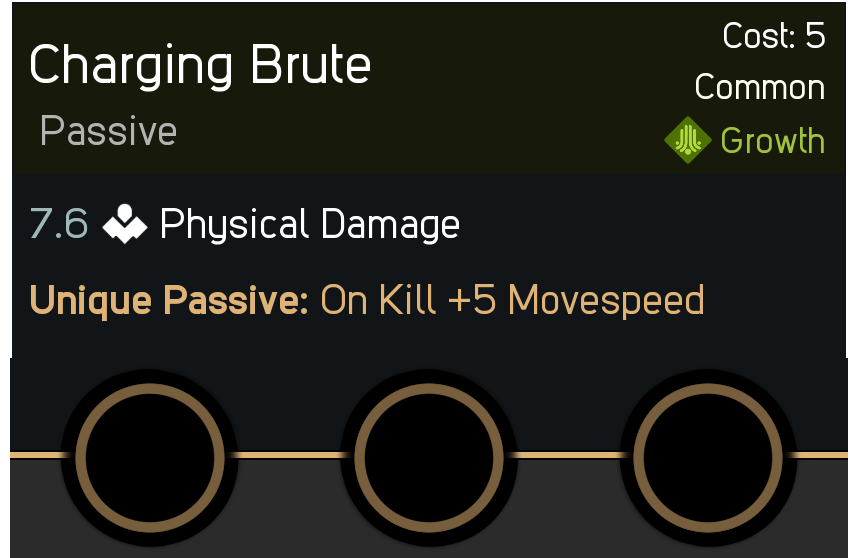 Charging Brute
Cost: 5
Common
Passive
Growth
7.6 Physical Damage
Unique Passive: On Kill +5 Movespeed